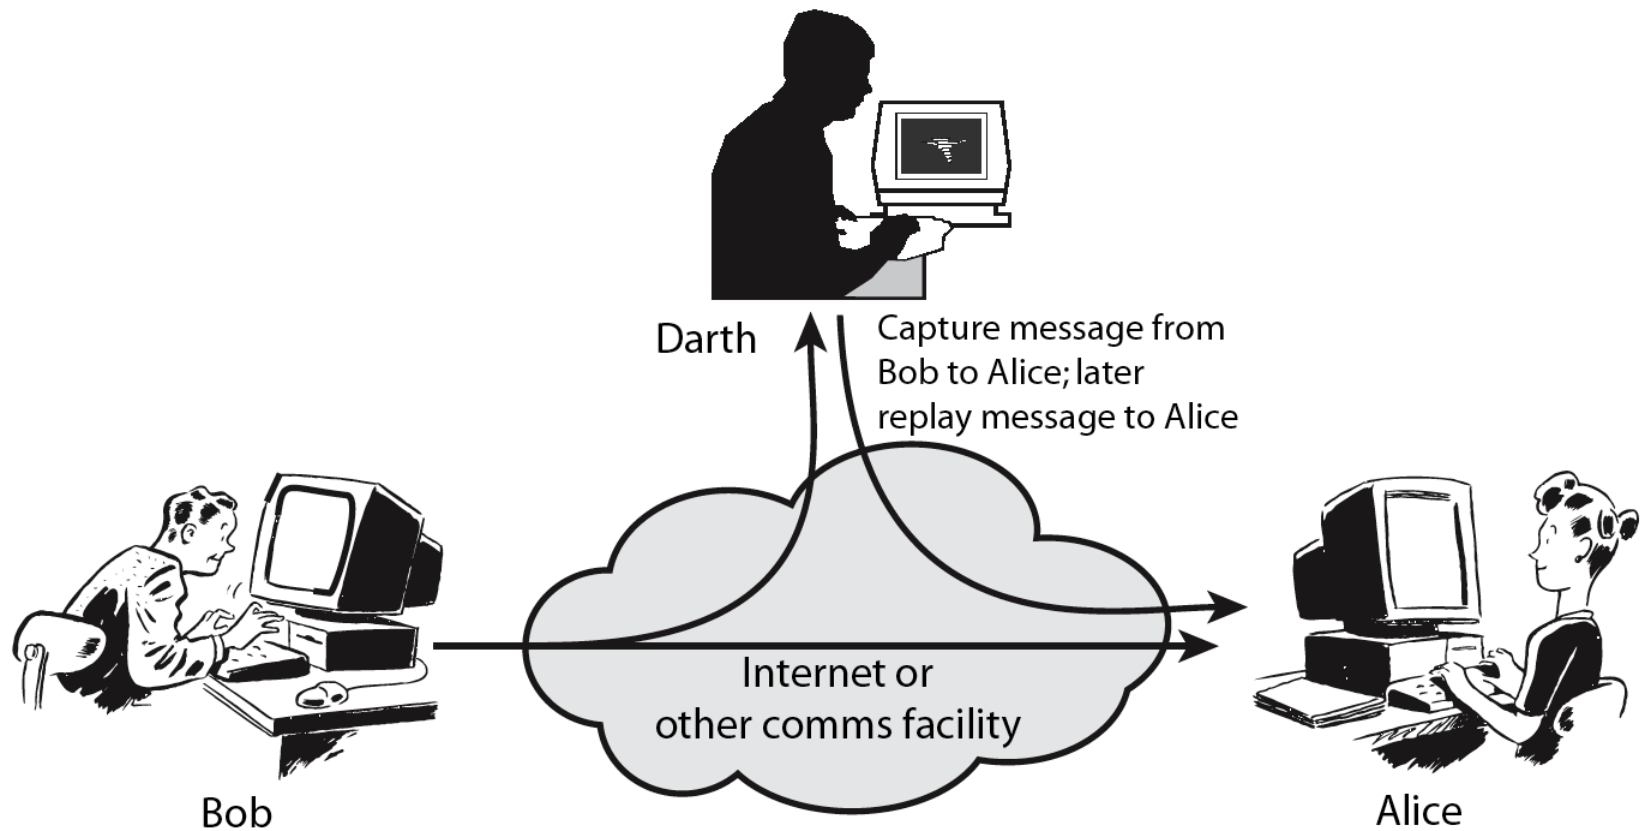 Darth
Capture message from
Bob to Alice; later
replay message to Alice
Internet or
other comms facility
Bob
Alice